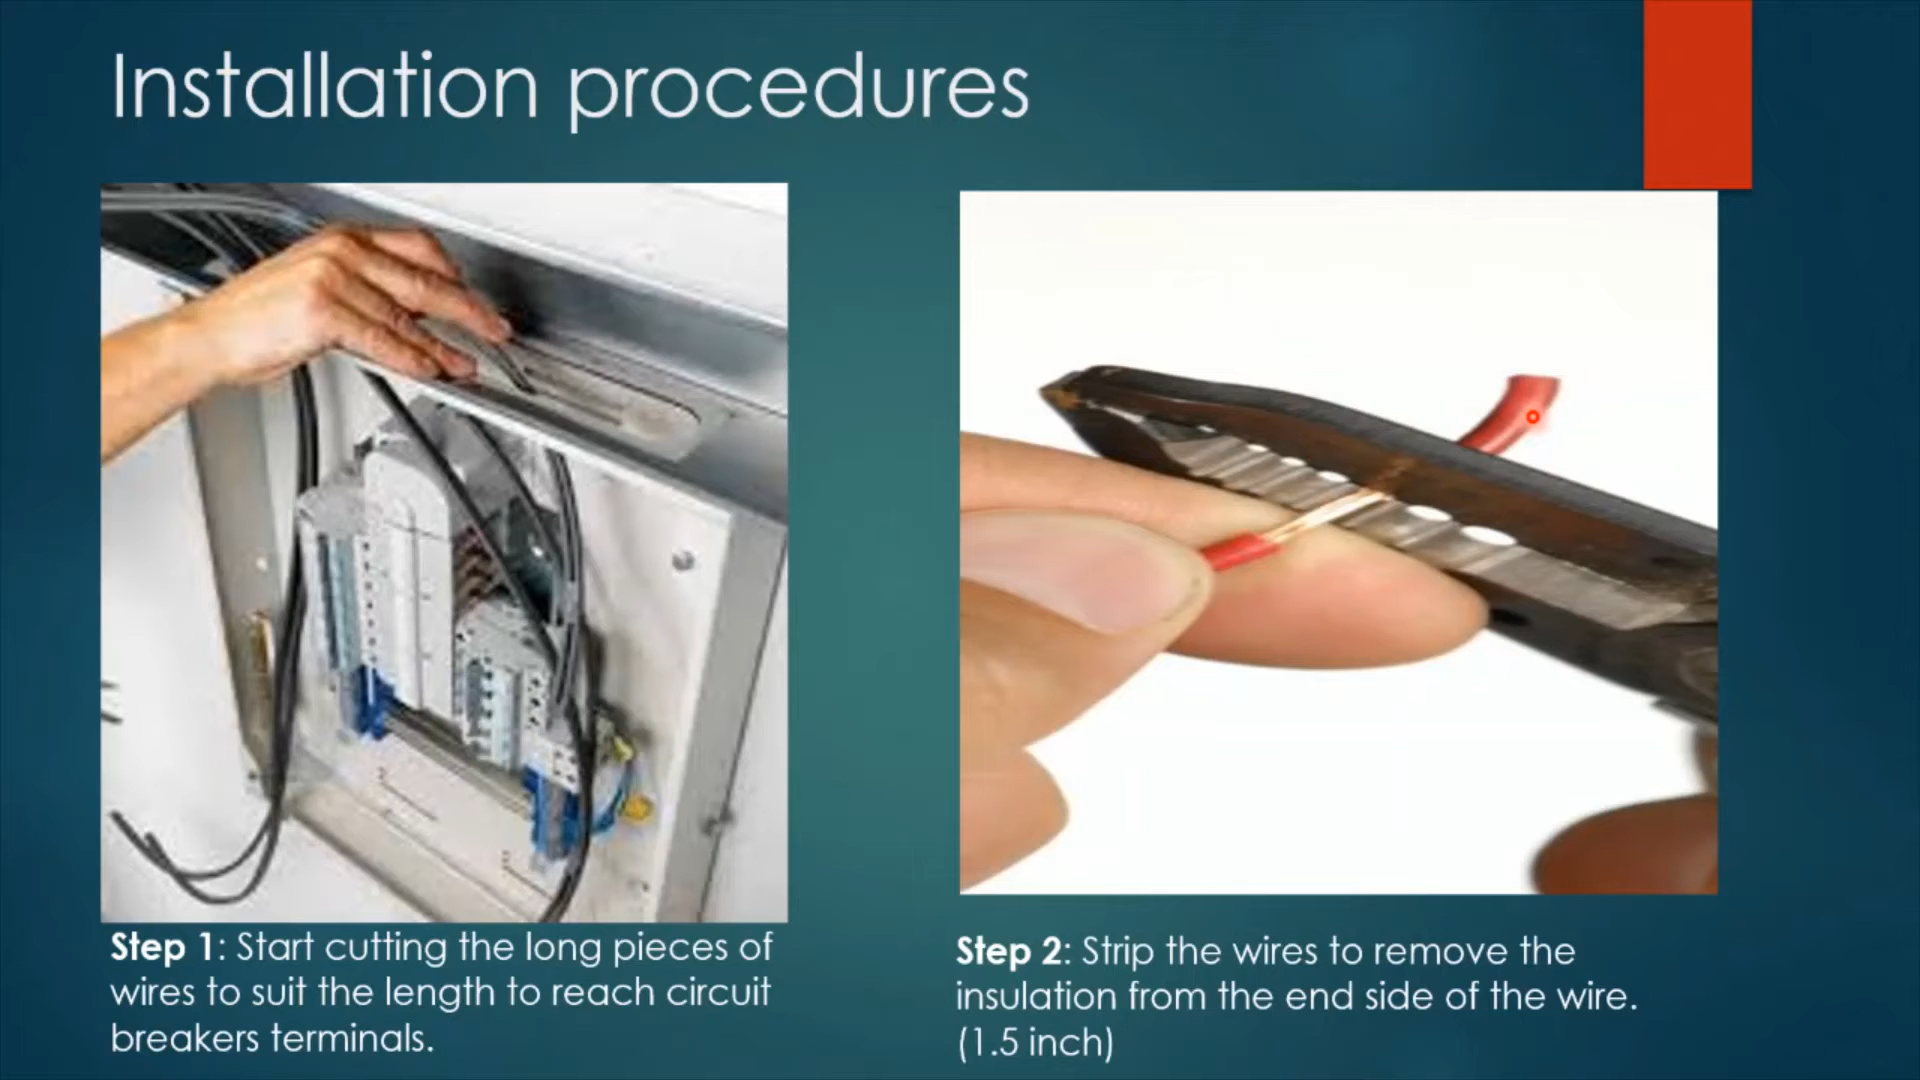 Installation procedures
Step 1: Start cutting the long pieces of
wires to suit the length to reach circuit
breakers terminals.
Step 2: Strip the wires to remove the
insulation from the end side of the wire.
(1.5 inch)